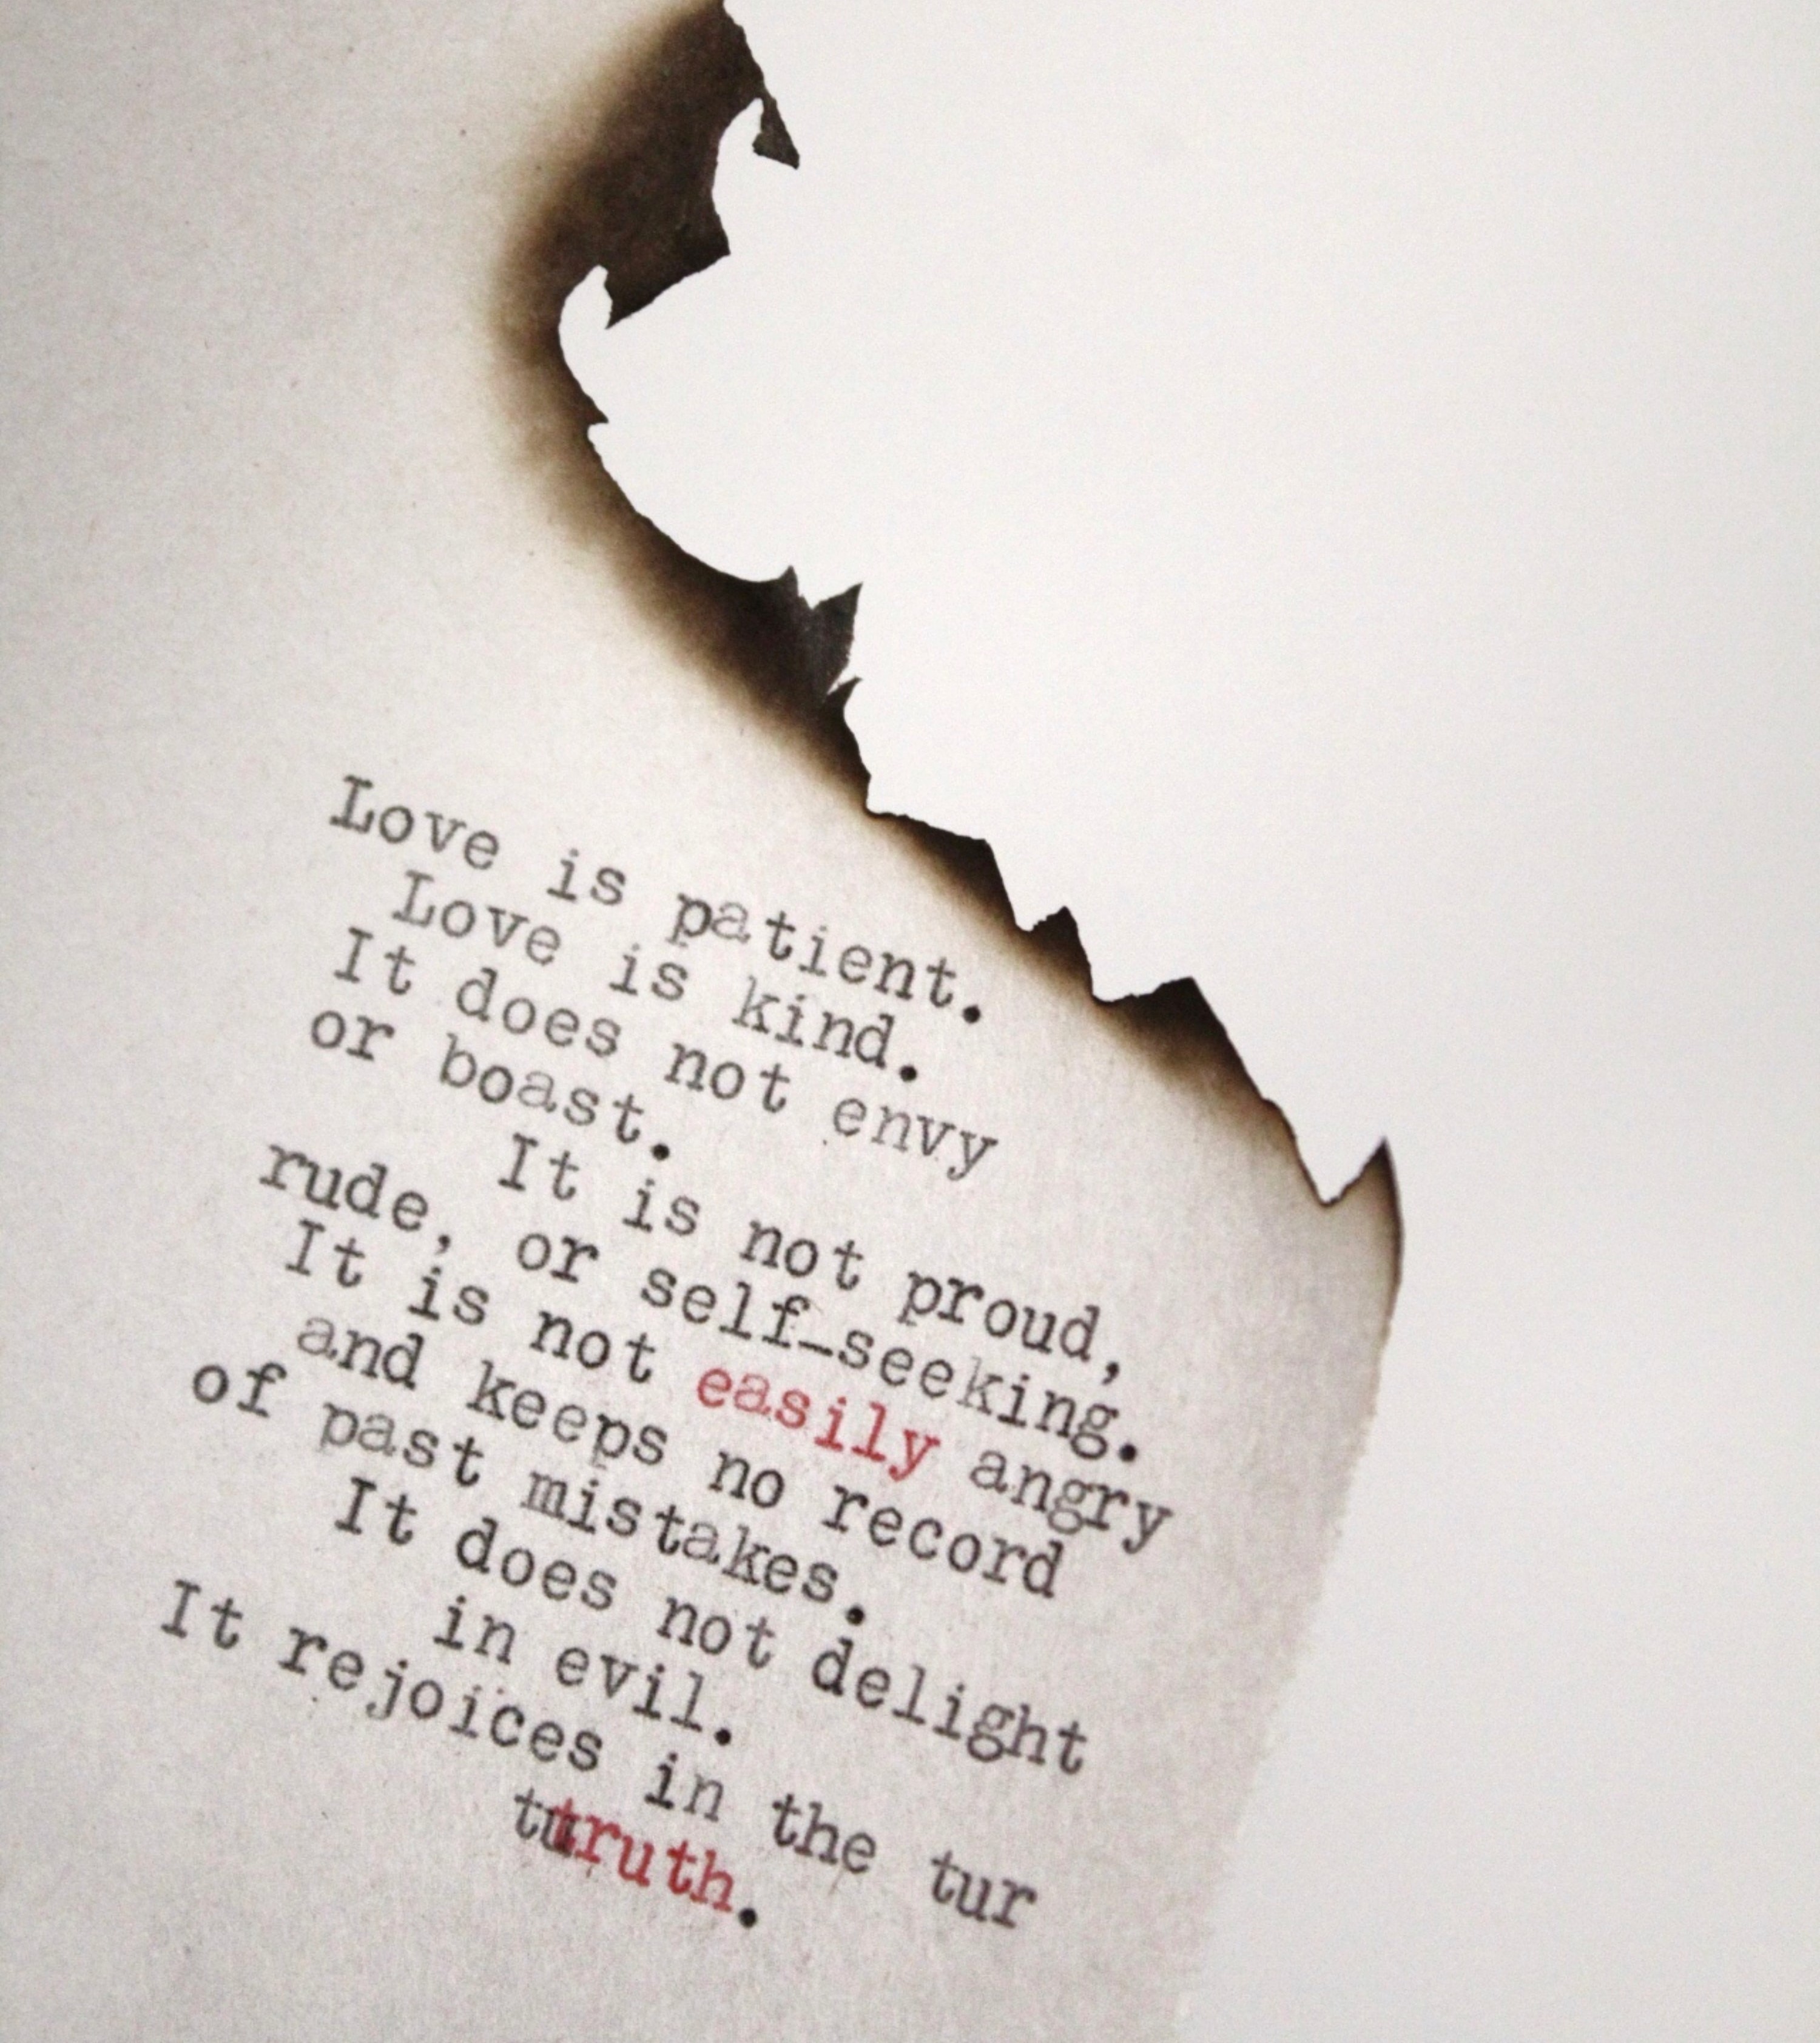 Love is patient.
Love is kind.
It does not envy
or boast.
It is not proud,
rude, or self-seeking.
It is not easily angry
and keeps no record
of past mistakes.
It does not delight
in evil.
It rejoices in the tur
tutruth.